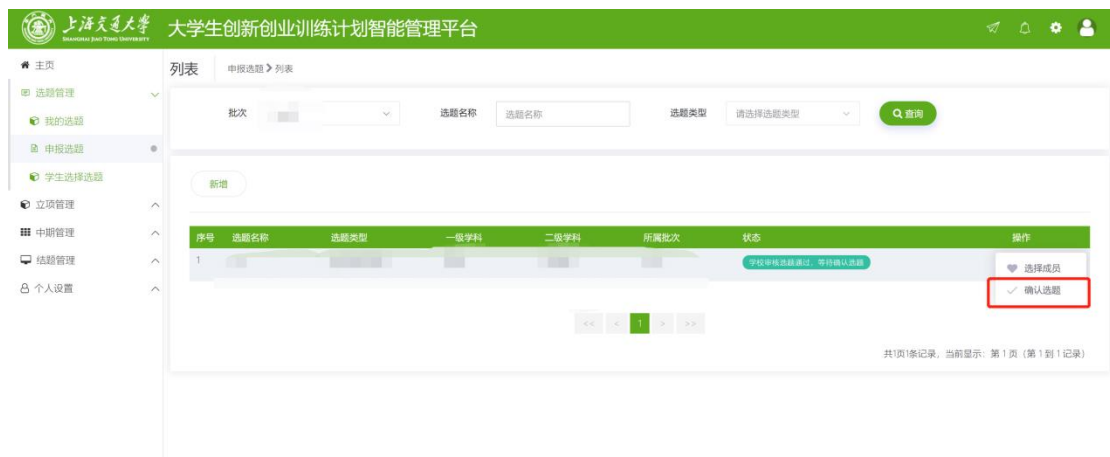 上海交通大学
SHANGHAI JIAO TONG UNIVERSITY
大学生创新创业训练计划智能管理平台
主页
选题管理
我的选题
申报选题
学生选择选题
立项管理
中期管理
结题管理
个人设置
列表 申报选题 > 列表
批次 选题名称 选题名称 选题类型 请选择选题类型 查询
新增
序号 选题名称 选题类型 一级学科 二级学科 所属批次 状态 操作
1 学校审核选题通过，等待确认选题
选择成员
确认选题
<< < 1 > >>
共1页1条记录，当前显示：第 1 页（第 1 到 1 记录）